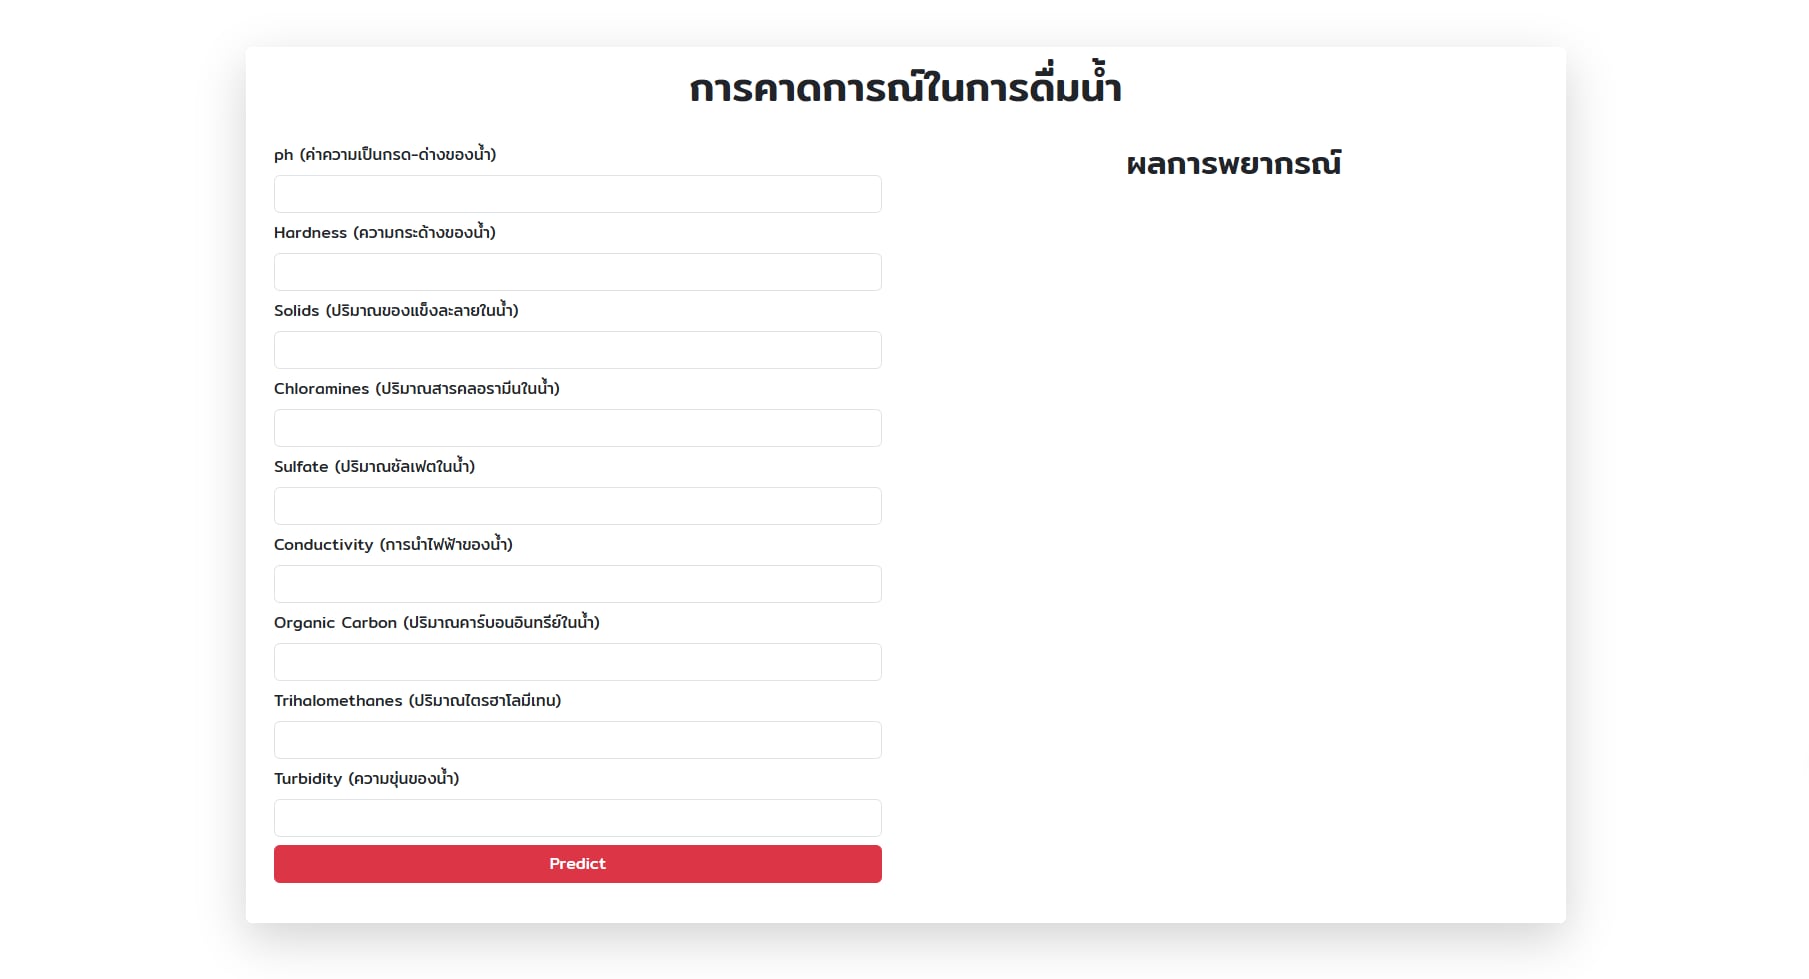 การคาดการณ์ในการดื่มน้ำ
ph (ค่าความเป็นกรด-ด่างของน้ำ)
Hardness (ความกระด้างของน้ำ)
Solids (ปริมาณของแข็งละลายในน้ำ)
Chloramines (ปริมาณสารคลอรามีนในน้ำ)
Sulfate (ปริมาณซัลเฟตในน้ำ)
Conductivity (การนำไฟฟ้าของน้ำ)
Organic Carbon (ปริมาณคาร์บอนอินทรีย์ในน้ำ)
Trihalomethanes (ปริมาณไตรฮาโลมีเทน)
Turbidity (ความขุ่นของน้ำ)
Predict
ผลการพยากรณ์